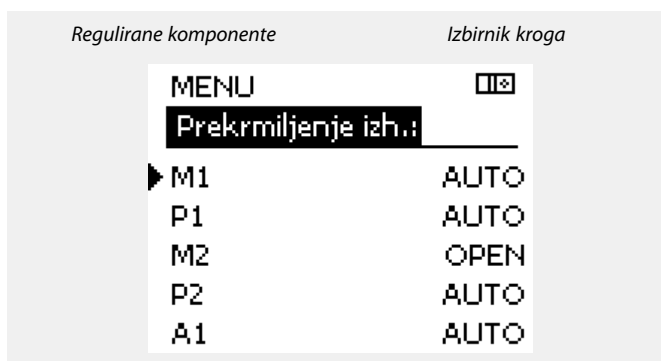 Regulirane komponente Izbirnik kroga
MENU
Prekrmiljenje izh.:
M1 AUTO
P1 AUTO
M2 OPEN
P2 AUTO
A1 AUTO